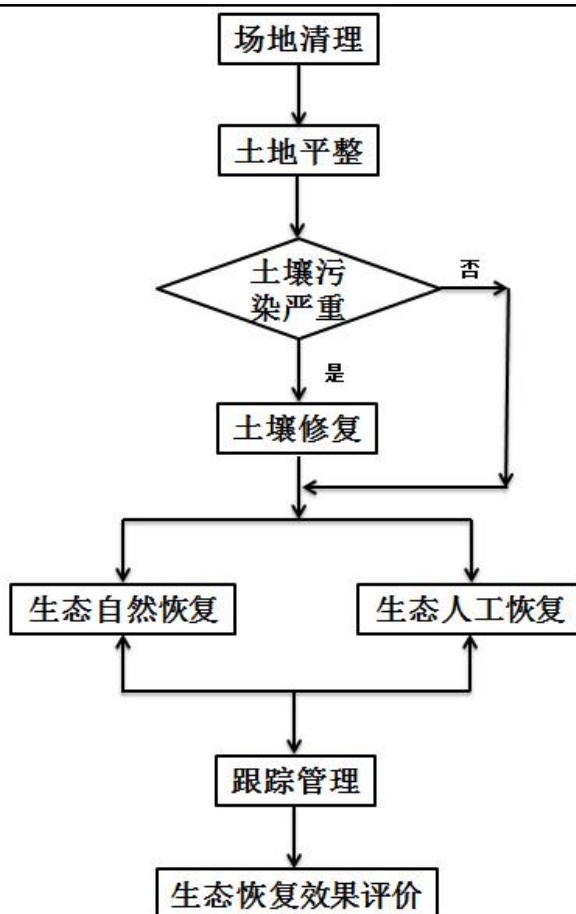 场地清理
土地平整
土壤污
染严重
否
是
土壤修复
生态自然恢复
生态人工恢复
跟踪管理
生态恢复效果评价